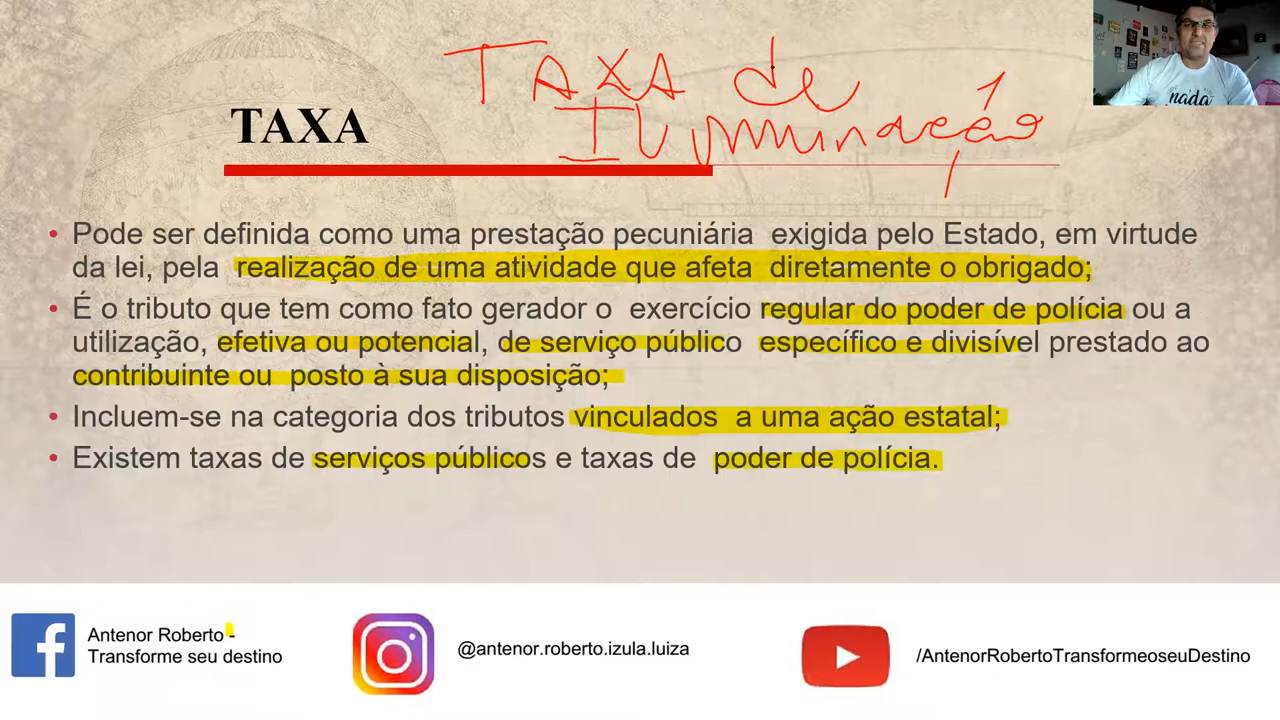 TAXA de
Iluminação
TAXA
nada
• Pode ser definida como uma prestação pecuniária exigida pelo Estado, em virtude
da lei, pela realização de uma atividade que afeta diretamente o obrigado;
• É o tributo que tem como fato gerador o exercício regular do poder de polícia ou a
utilização, efetiva ou potencial, de serviço público específico e divisível prestado ao
contribuinte ou posto à sua disposição;
• Incluem-se na categoria dos tributos vinculados a uma ação estatal;
• Existem taxas de serviços públicos e taxas de poder de polícia.
Antenor Roberto -
Transforme seu destino
@antenor.roberto.izula.luiza
/AntenorRobertoTransformeoseuDestino